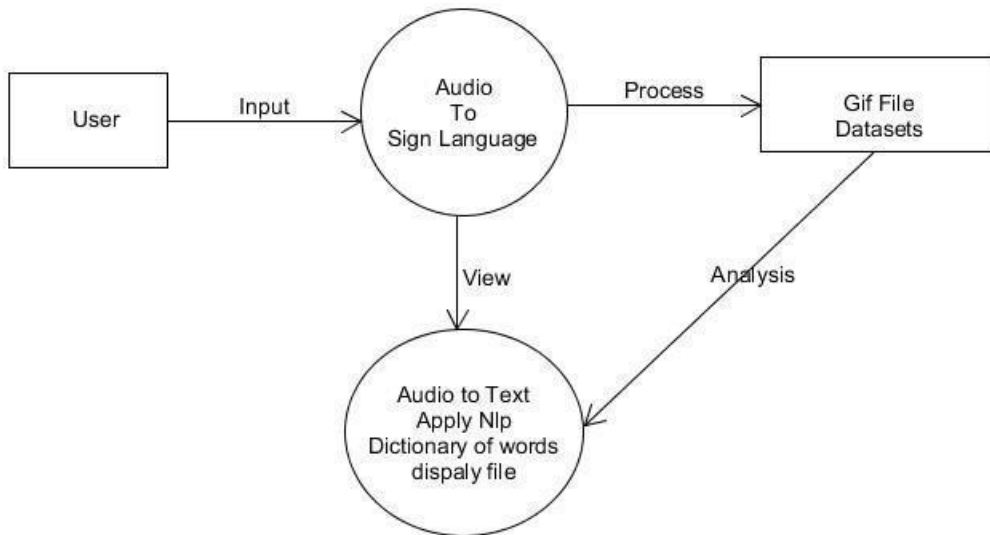 User
Input
Audio
To
Sign Language
Process
Gif File
Datasets
View
Analysis
Audio to Text
Apply Nlp
Dictionary of words
dispaly file